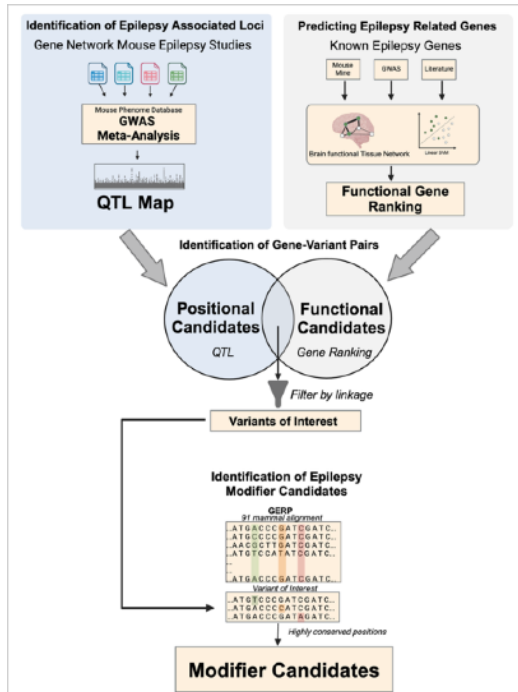 Identification of Epilepsy Associated Loci
Gene Network Mouse Epilepsy Studies
Mouse Phenome Database
GWAS
Meta-Analysis
QTL Map
Predicting Epilepsy Related Genes
Known Epilepsy Genes
Mouse
Mine
GWAS
Literature
Brain functional Tissue Network
Linear SVM
Functional Gene
Ranking
Identification of Gene-Variant Pairs
Positional
Candidates
QTL
Functional
Candidates
Gene Ranking
Filter by linkage
Variants of Interest
Identification of Epilepsy
Modifier Candidates
GERP
91 mammal alignment
...ATGACCCGATCGATC...
...ATGCCCCGATCGATC...
...AACGCTTGATCGATC...
...ATGTCCATATCGATC...
...
...
...ATGACCCGATCGATC...
Variant of Interest
...ATGTCCCGATCGATC...
...ATGACCCCATCGATC...
...ATGACCCGATAGATC...
Highly conserved positions
Modifier Candidates